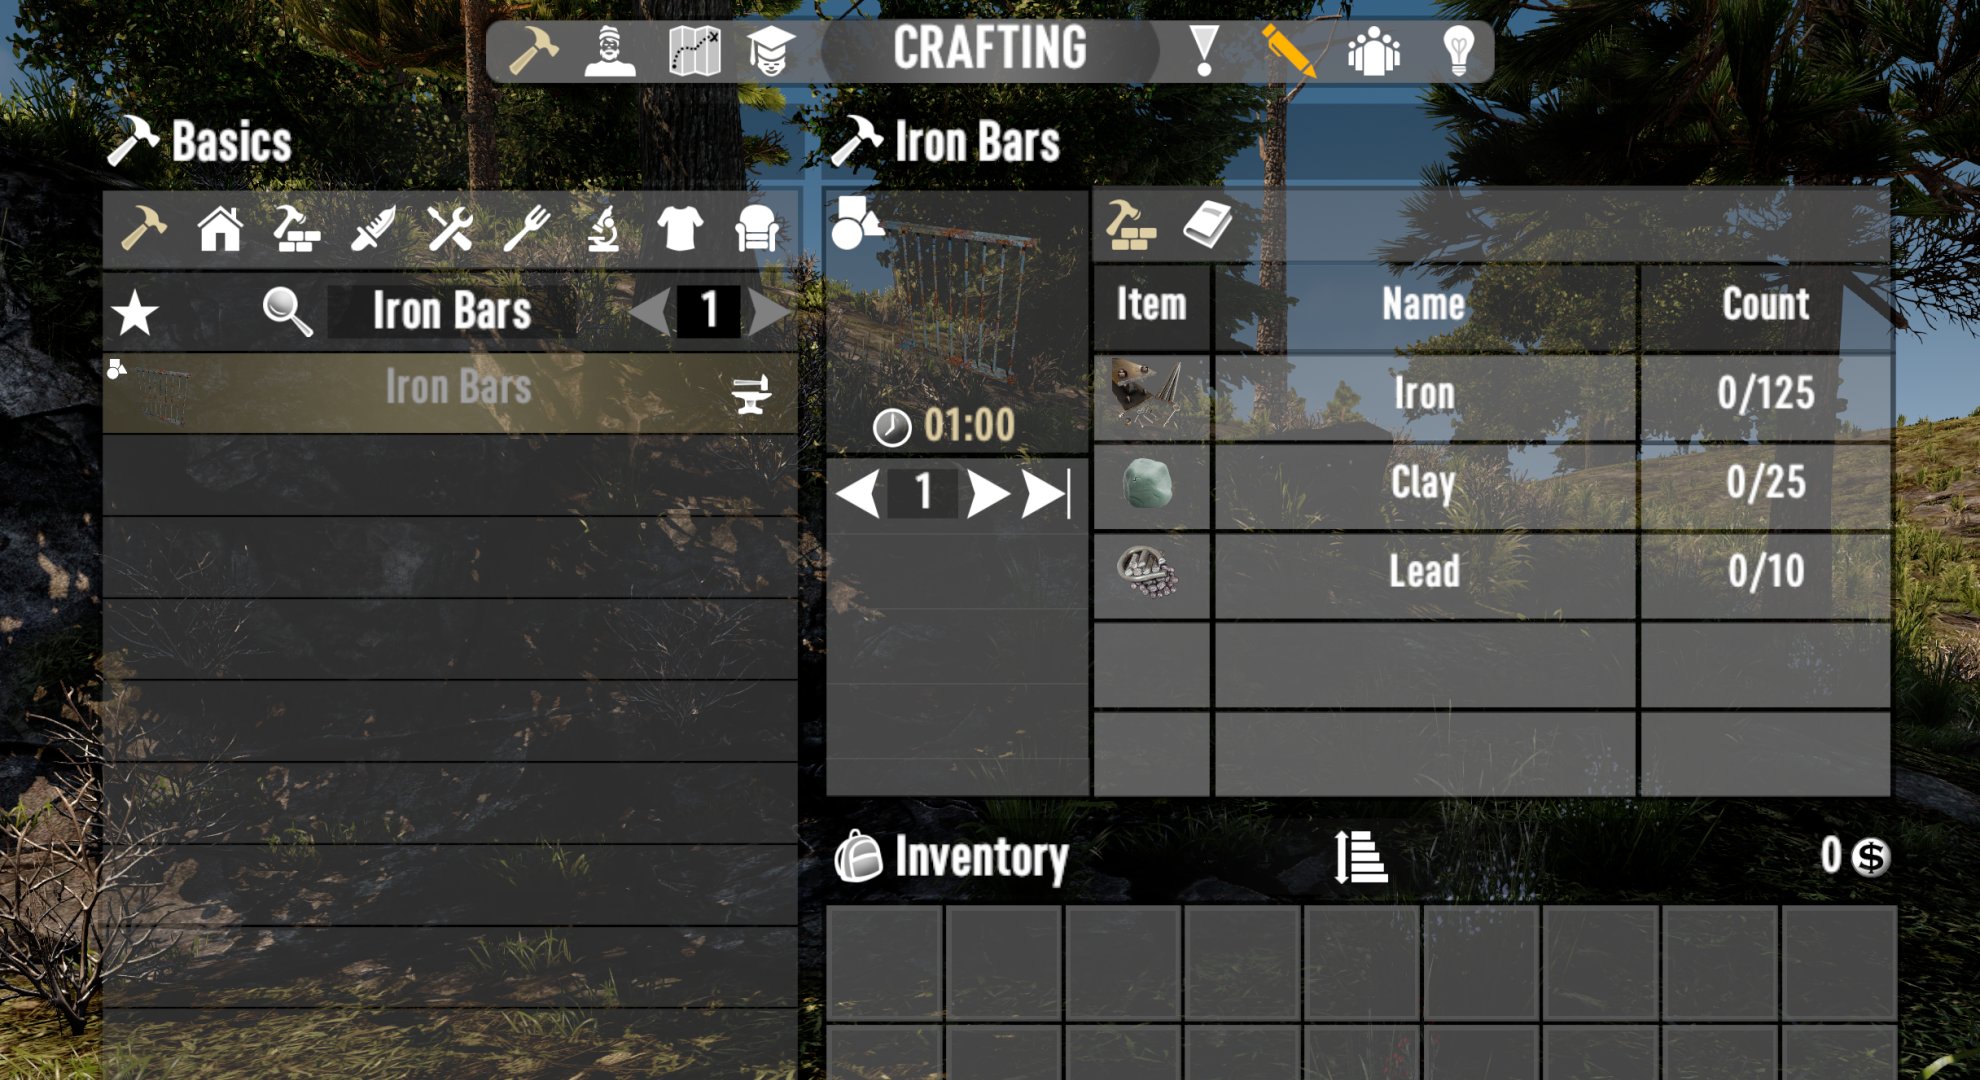 CRAFTING
Basics
Iron Bars
1
Iron Bars
Iron Bars
01:00
1
Item Name Count
Iron 0/125
Clay 0/25
Lead 0/10
Inventory
0